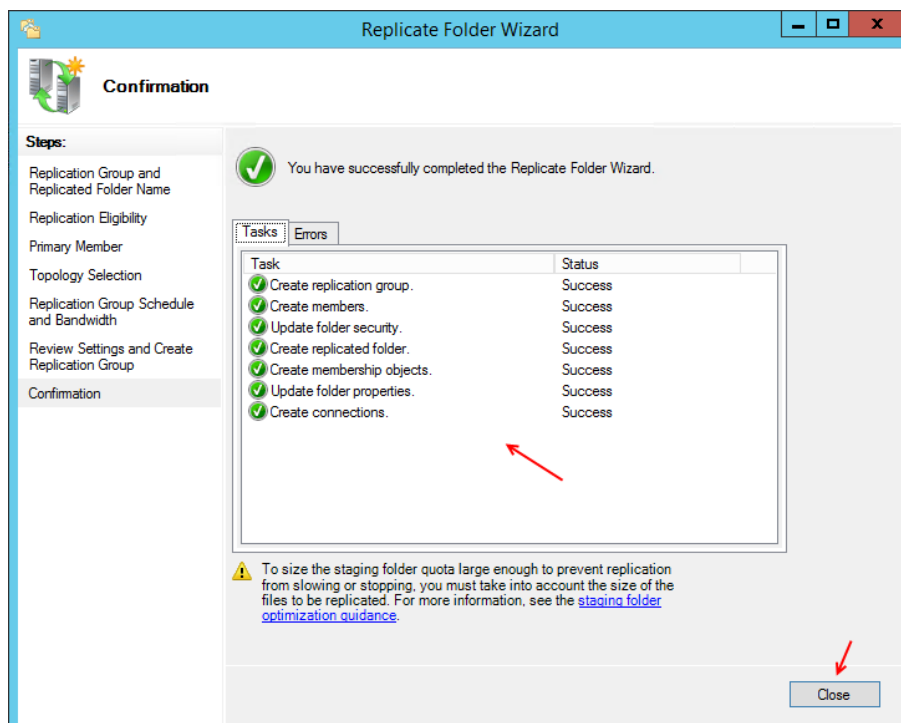 Replicate Folder Wizard
Confirmation
Steps:
Replication Group and
Replicated Folder Name
Replication Eligibility
Primary Member
Topology Selection
Replication Group Schedule
and Bandwidth
Review Settings and Create
Replication Group
Confirmation
You have successfully completed the Replicate Folder Wizard.
Tasks Errors
Task Status
Create replication group. Success
Create members. Success
Update folder security. Success
Create replicated folder. Success
Create membership objects. Success
Update folder properties. Success
Create connections. Success
To size the staging folder quota large enough to prevent replication
from slowing or stopping, you must take into account the size of the
files to be replicated. For more information, see the staging folder
optimization guidance.
Close